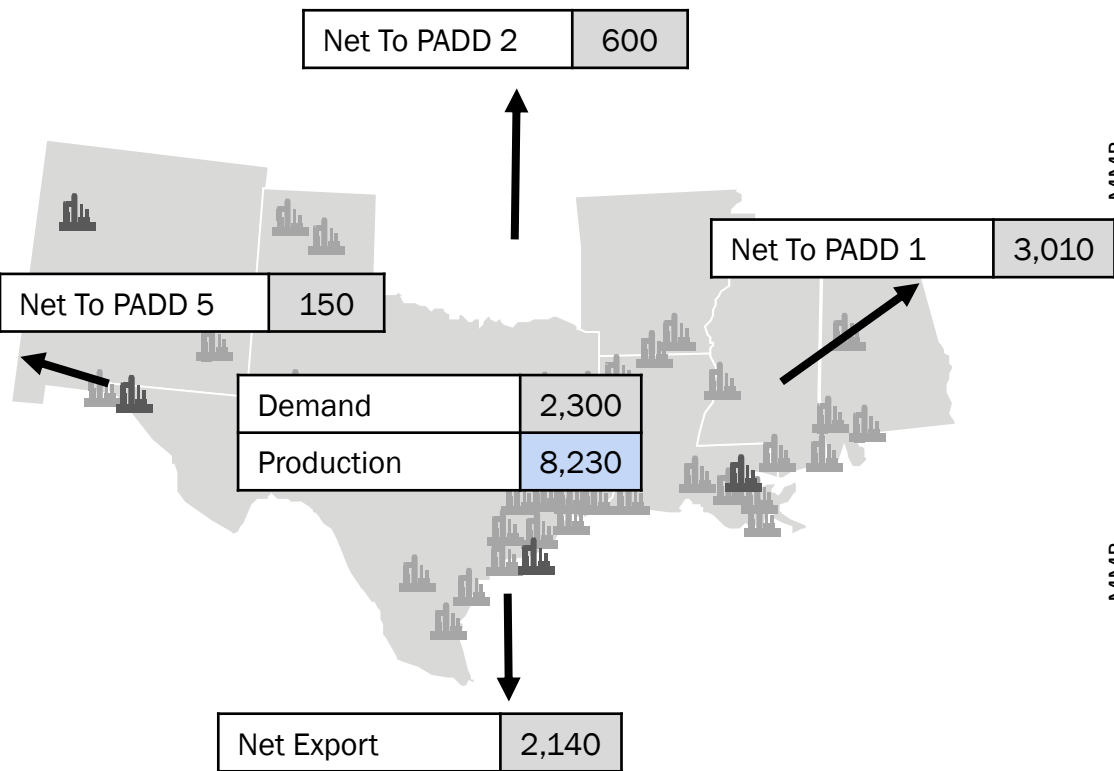 Net To PADD 2 600
Net To PADD 1 3,010
Net To PADD 5 150
Demand 2,300
Production 8,230
Net Export 2,140